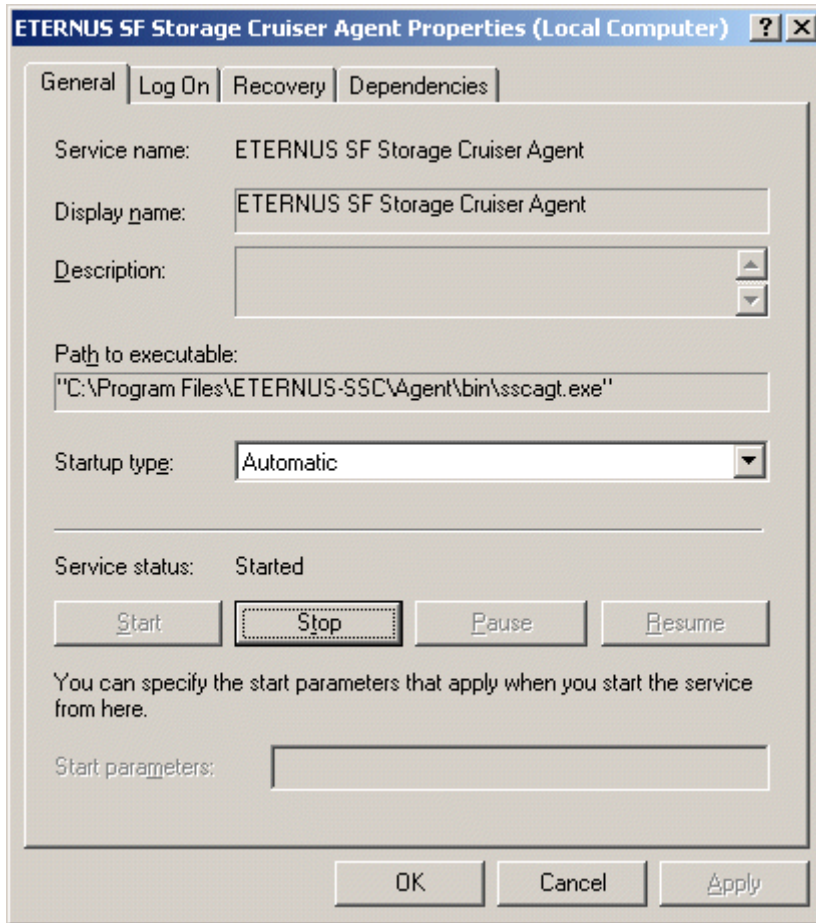 ETERNUS SF Storage Cruiser Agent Properties (Local Computer) ? X
General Log On Recovery Dependencies
Service name: ETERNUS SF Storage Cruiser Agent
Display name: ETERNUS SF Storage Cruiser Agent
Description:
Path to executable:
"C:\Program Files\ETERNUS-SSC\Agent\bin\sscagt.exe"
Startup type: Automatic
Service status: Started
Start Stop Pause Resume
You can specify the start parameters that apply when you start the service
from here.
Start parameters:
OK Cancel Apply